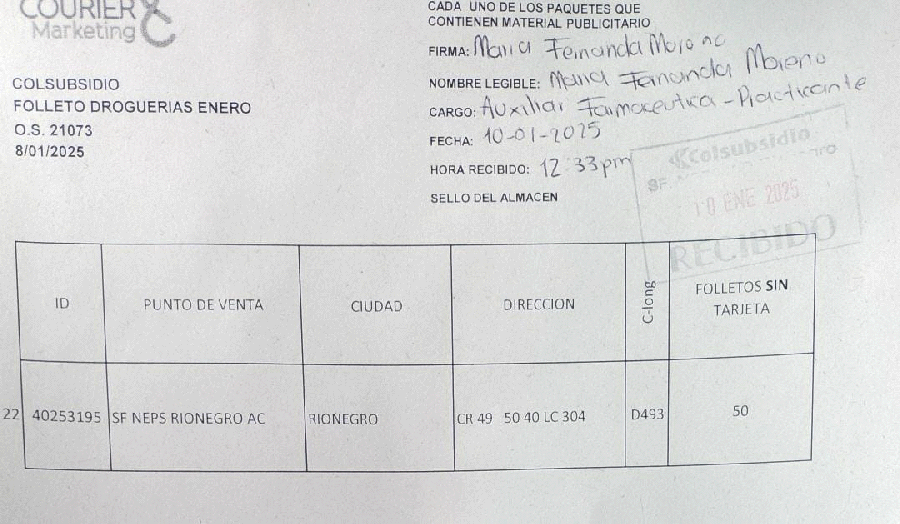 COURIER
Marketing
COLSUBSIDIO
FOLLETO DROGUERIAS ENERO
O.S. 21073
8/01/2025
CADA UNO DE LOS PAQUETES QUE
CONTIENEN MATERIAL PUBLICITARIO
FIRMA: Maria Fernanda Moreno
NOMBRE LEGIBLE: Maria Fernanda Moreno
CARGO: Auxiliar Farmaceutica - Practicante
FECHA: 10-01-2025
HORA RECIBIDO: 12:33pm
SELLO DEL ALMACEN
Colsubsidio
SF
10 ENE 2025
RECIBIDO
ID PUNTO DE VENTA CIUDAD DIRECCION C-long FOLLETOS SIN
TARJETA
22 40253195 SF NEPS RIONEGRO AC RIONEGRO CR 49 50 40 LC 304 D493 50